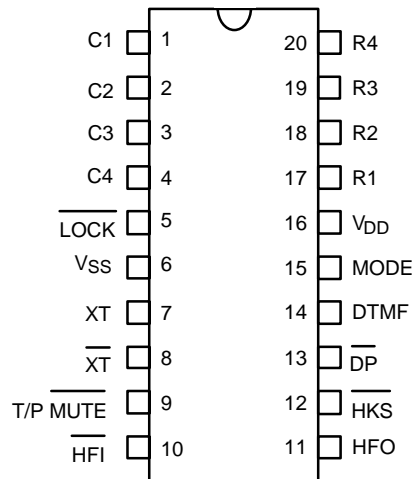 C1 1 20 R4
C2 2 19 R3
C3 3 18 R2
C4 4 17 R1
LOCK 5 16 VDD
VSS 6 15 MODE
XT 7 14 DTMF
XT 8 13 DP
T/P MUTE 9 12 HKS
HFI 10 11 HFO